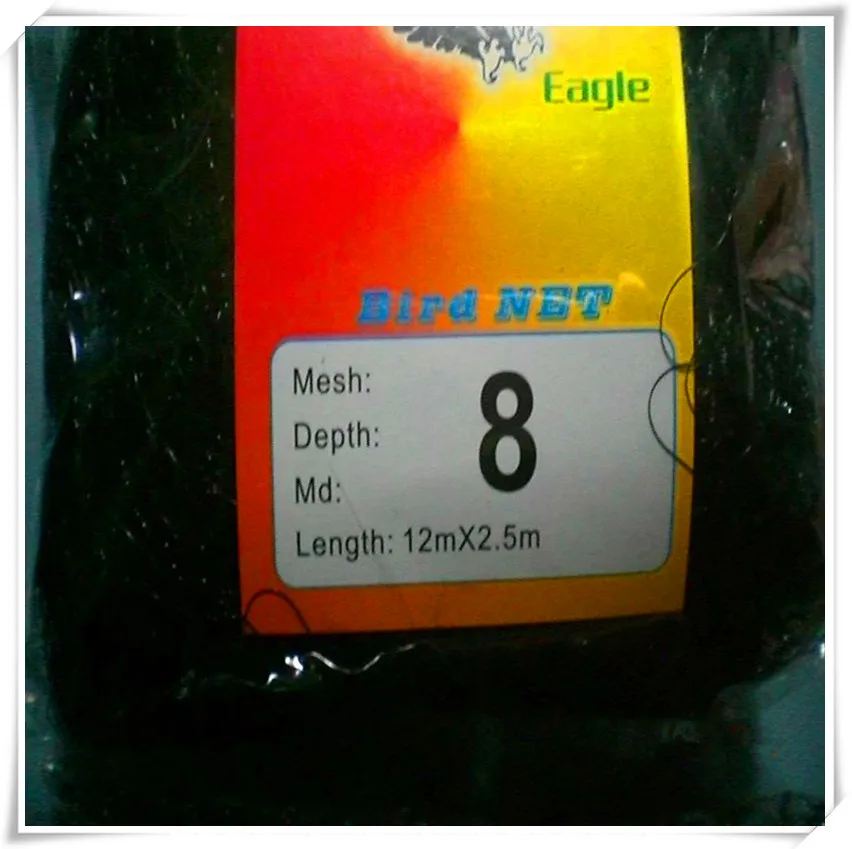 Eagle
Bird NET
Mesh:
Depth:
8
Md:
Length: 12mX2.5m